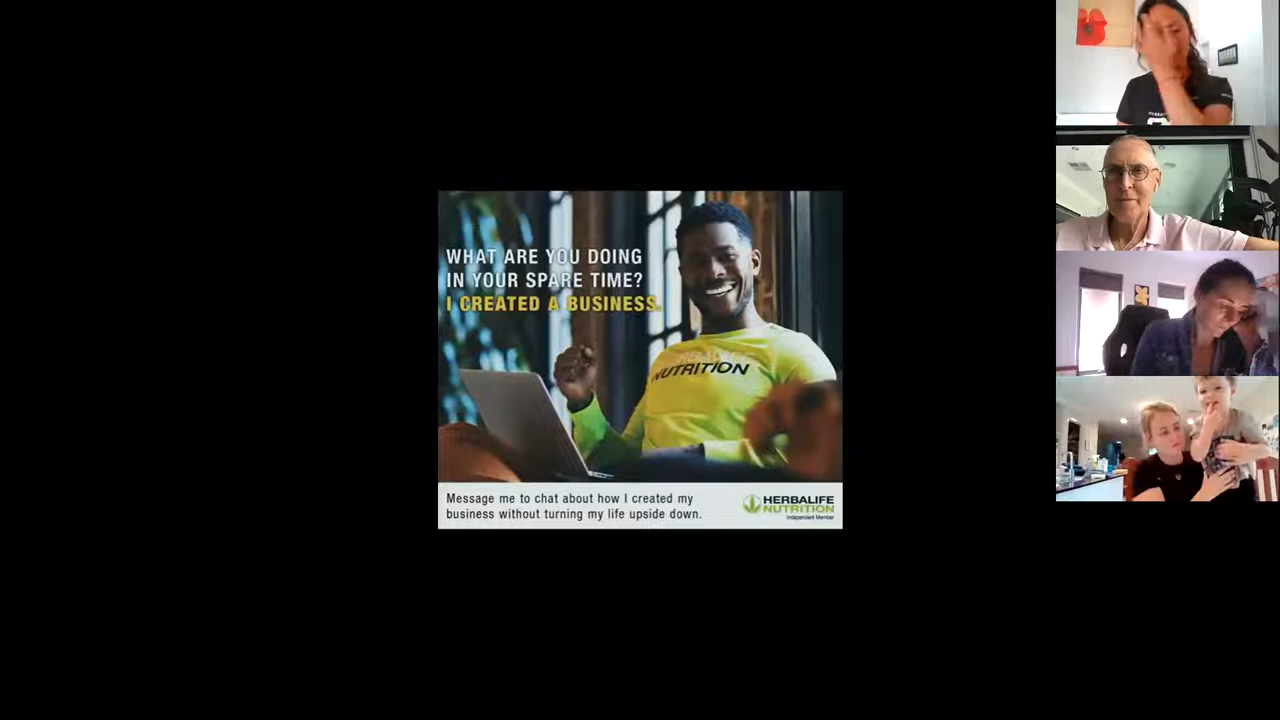 WHAT ARE YOU DOING
IN YOUR SPARE TIME?
I CREATED A BUSINESS.
NUTRITION
Message me to chat about how I created my
business without turning my life upside down.
HERBALIFE
NUTRITION
Independent Member